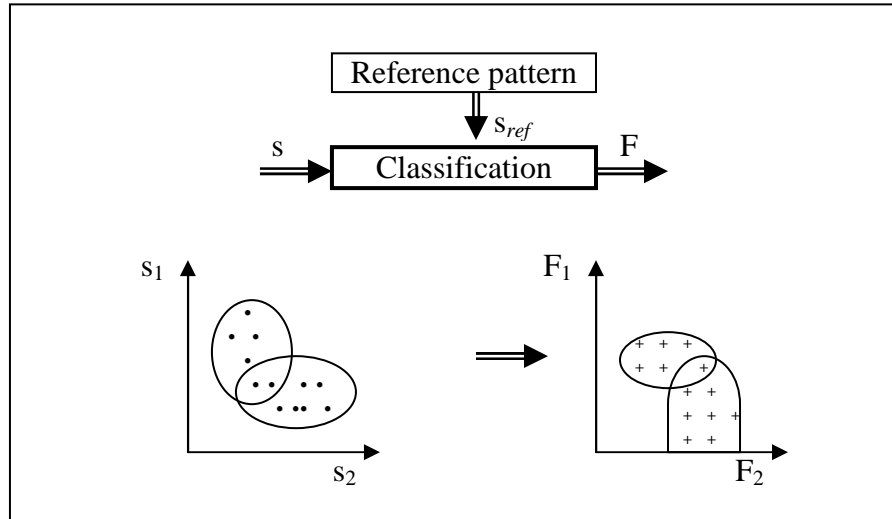 Reference pattern
s_ref
s
F
Classification
s₁
F₁
s₂
F₂